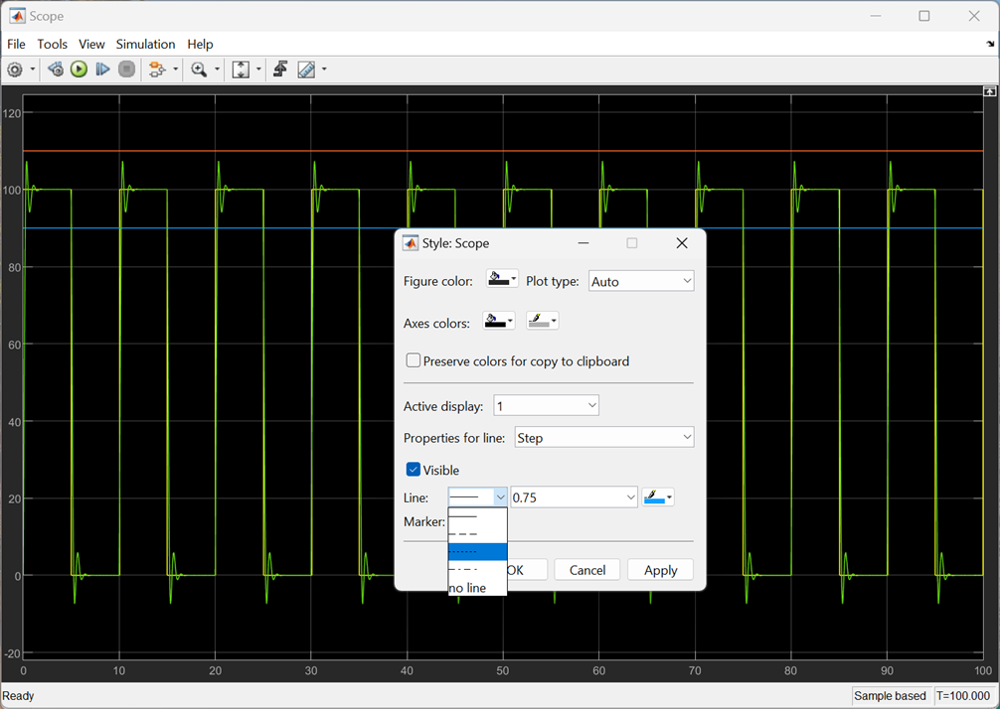 Scope
File Tools View Simulation Help
120
100
80
60
40
20
0
-20
0 10 20 30 40 50 60 70 80 90 100
Style: Scope
Figure color: Plot type: Auto
Axes colors:
Preserve colors for copy to clipboard
Active display: 1
Properties for line: Step
Visible
Line: 0.75
Marker:
no line
OK Cancel Apply
Ready Sample based T=100.000